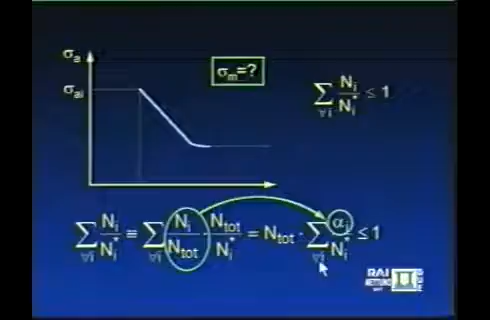 σa
σai
σm=?
∑∀i Ni/Ni* ≤ 1
∑∀i Ni/Ni* = ∑∀i Ni/Ntot · Ntot/Ni* = Ntot · ∑∀i αi/Ni* ≤ 1
RAI